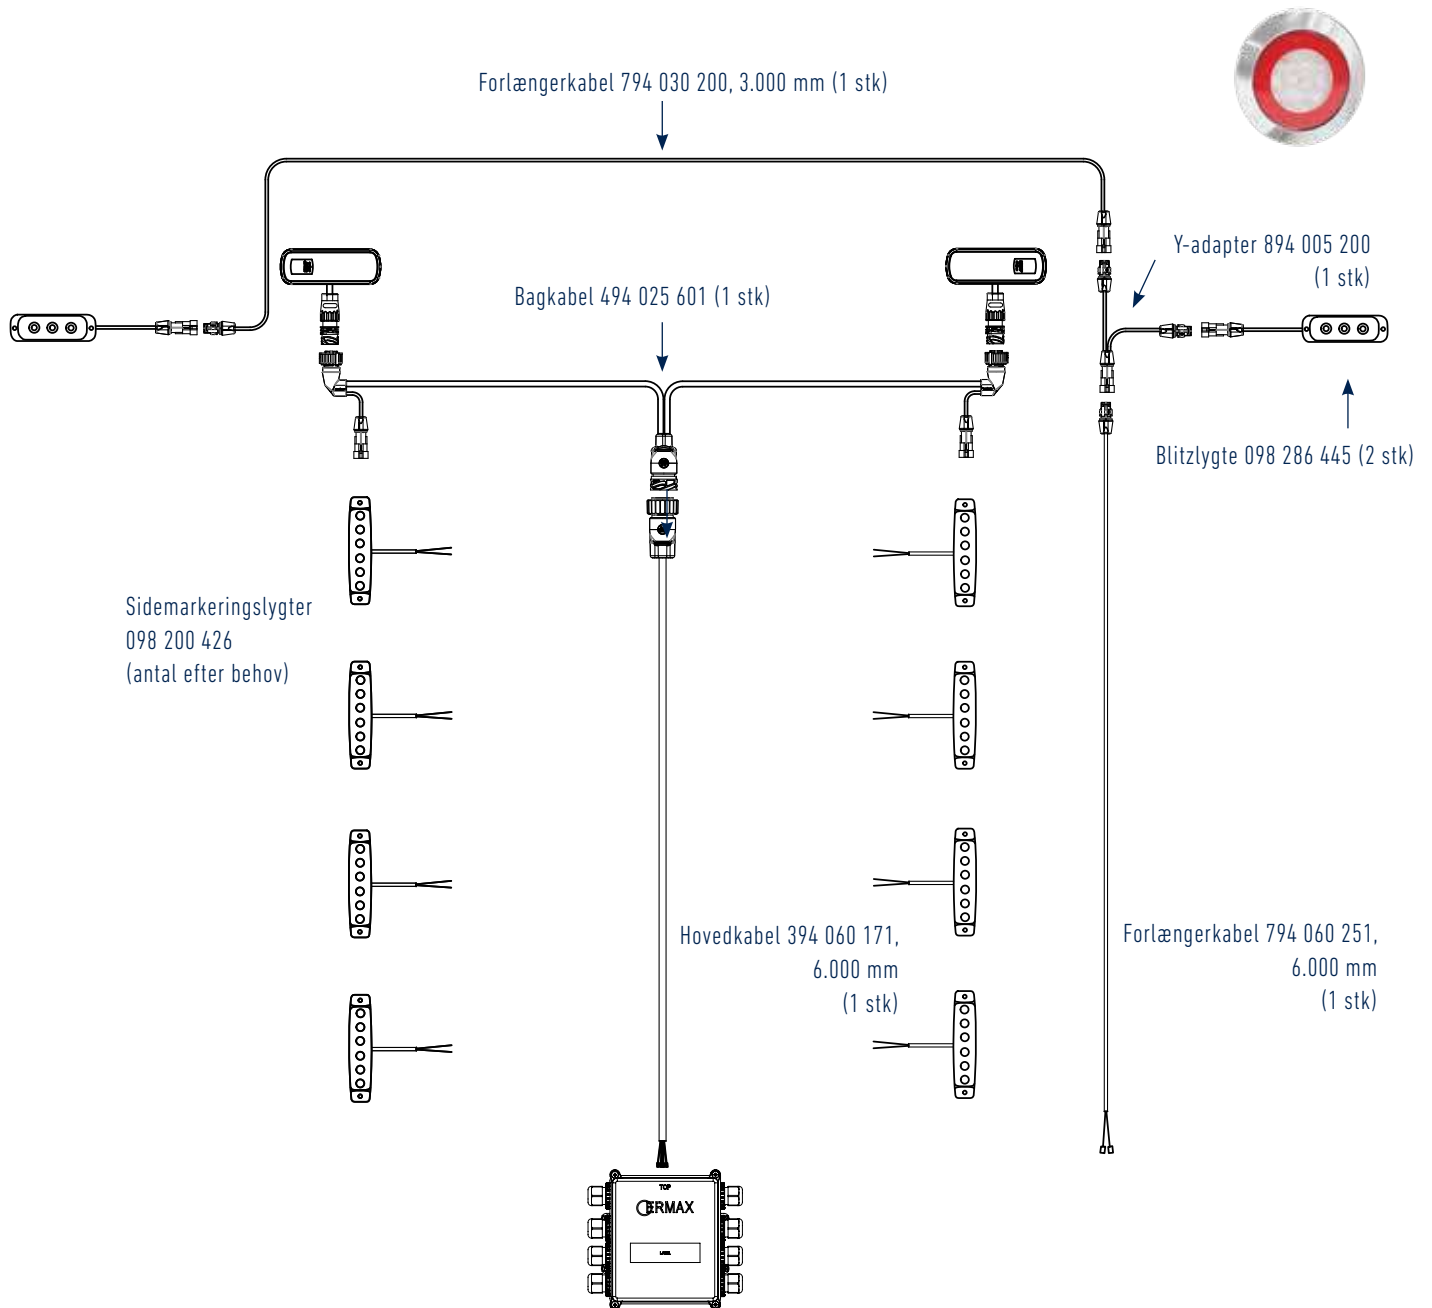 Forlængerkabel 794 030 200, 3.000 mm (1 stk)
Y-adapter 894 005 200
(1 stk)
Bagkabel 494 025 601 (1 stk)
Blitzlygte 098 286 445 (2 stk)
Sidemarkeringslygter
098 200 426
(antal efter behov)
Hovedkabel 394 060 171,
6.000 mm
(1 stk)
Forlængerkabel 794 060 251,
6.000 mm
(1 stk)
TOP
ERMAX
LABEL